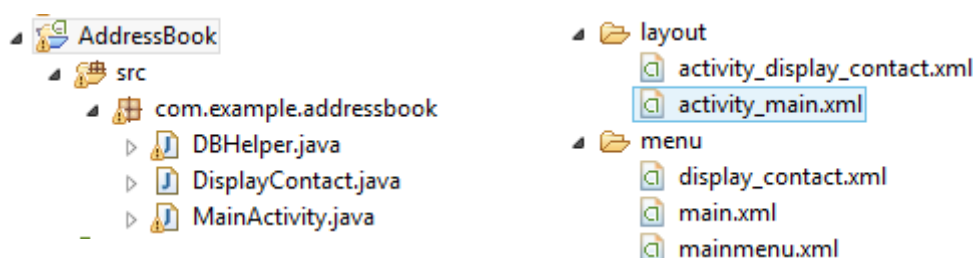 AddressBook
src
com.example.addressbook
DBHelper.java
DisplayContact.java
MainActivity.java
layout
activity_display_contact.xml
activity_main.xml
menu
display_contact.xml
main.xml
mainmenu.xml